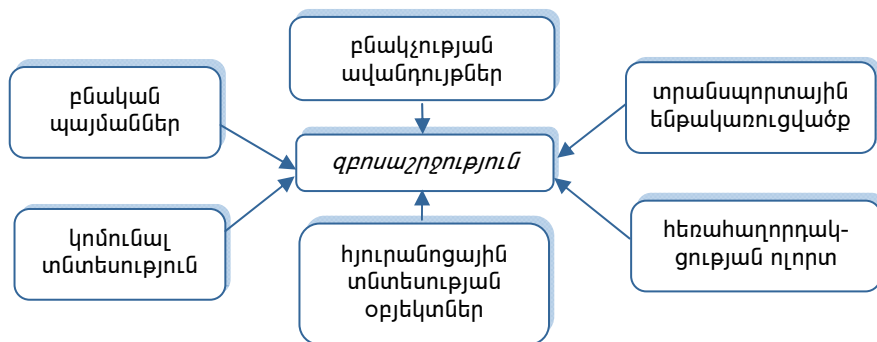 բնակչության
ավանդույթներ
բնական
պայմաններ
տրանսպորտային
ենթակառուցվածք
զբոսաշրջություն
կոմունալ
տնտեսություն
հյուրանոցային
տնտեսության
օբյեկտներ
հեռահաղորդակ-
ցության ոլորտ